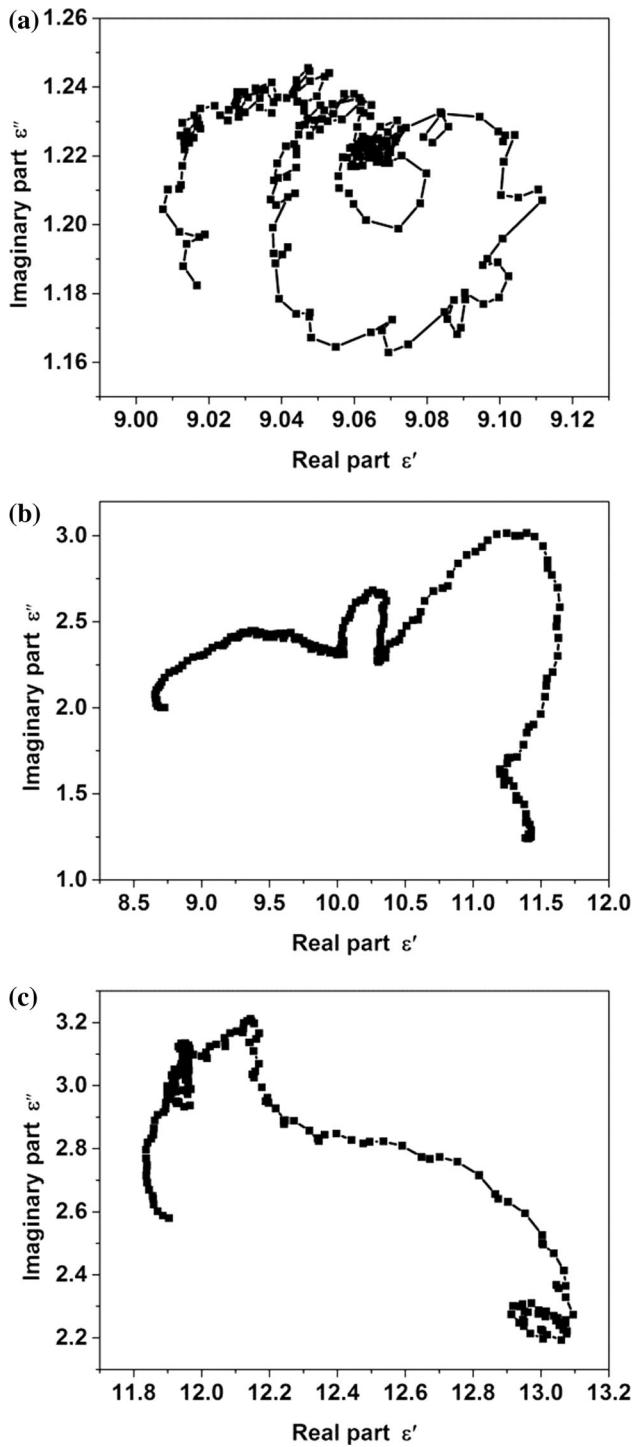 (a)
1.26
1.24
1.22
1.20
1.18
1.16
Imaginary part ε″
9.00 9.02 9.04 9.06 9.08 9.10 9.12
Real part ε′
(b)
3.0
2.5
2.0
1.5
1.0
Imaginary part ε″
8.5 9.0 9.5 10.0 10.5 11.0 11.5 12.0
Real part ε′
(c)
3.2
3.0
2.8
2.6
2.4
2.2
Imaginary part ε″
11.8 12.0 12.2 12.4 12.6 12.8 13.0 13.2
Real part ε′